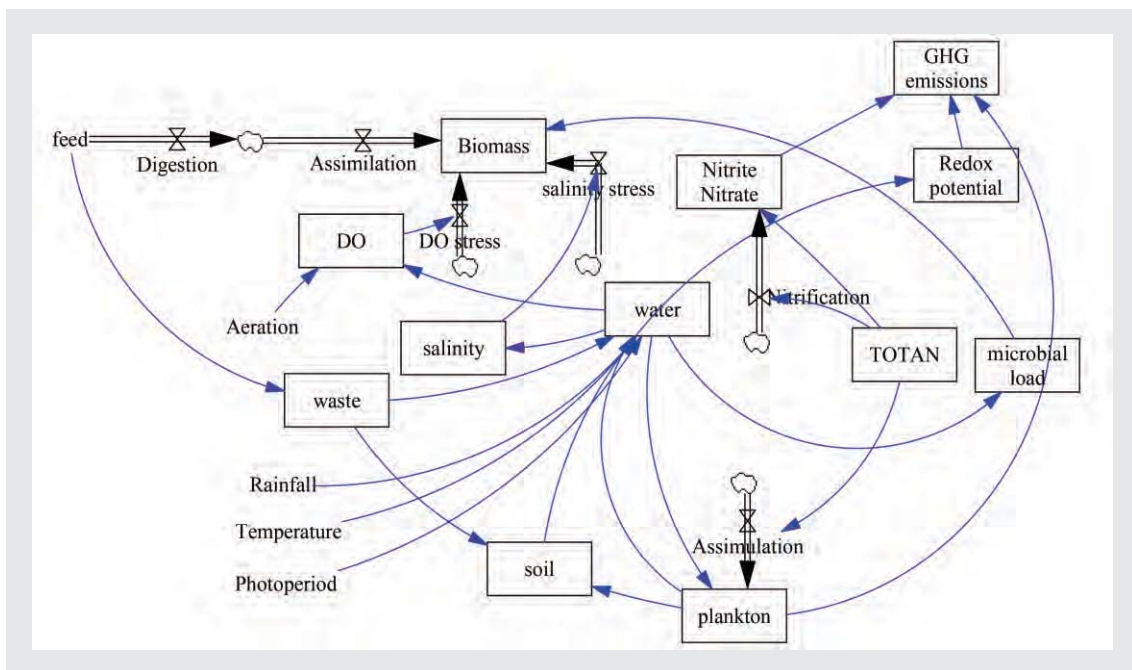 GHG
emissions
feed
Digestion
Assimilation
Biomass
salinity stress
Nitrite
Nitrate
Redox
potential
DO
DO stress
Aeration
salinity
water
Nitrification
TOTAN
microbial
load
waste
Rainfall
Temperature
Photoperiod
soil
Assimulation
plankton